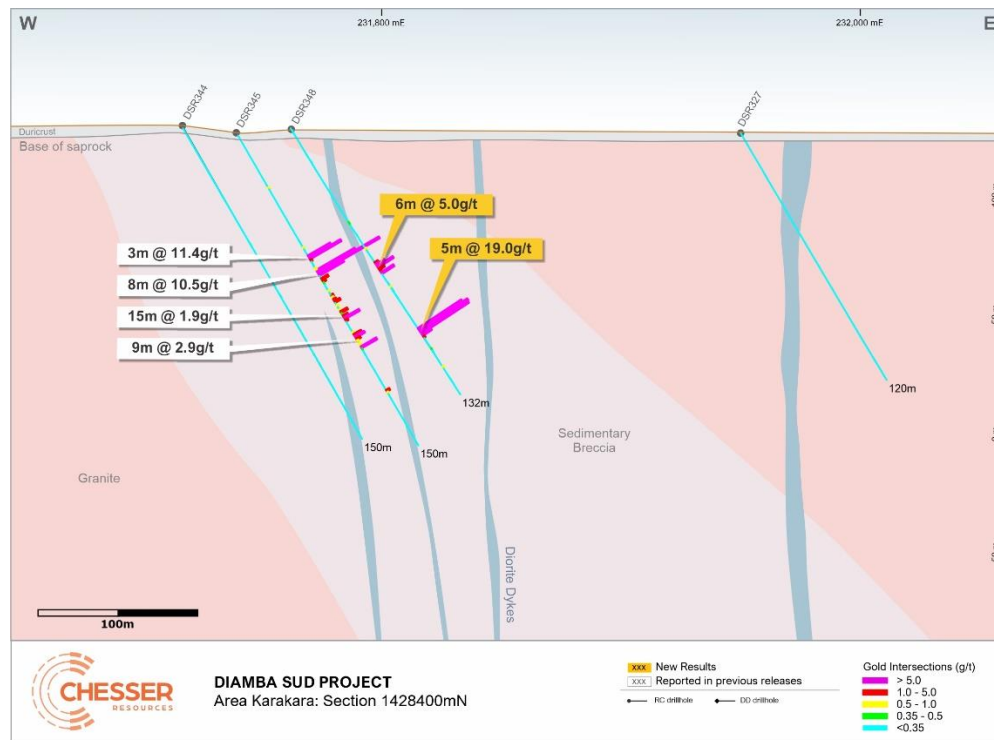 W
231,800 mE
232,000 mE
E
DSR344
DSR345
DSR348
DSR327
Duricrust
Base of saprock
6m @ 5.0g/t
5m @ 19.0g/t
3m @ 11.4g/t
8m @ 10.5g/t
15m @ 1.9g/t
9m @ 2.9g/t
120m
132m
150m
150m
Sedimentary
Breccia
Granite
Diorite Dykes
100m
CHESSER
RESOURCES
DIAMBA SUD PROJECT
Area Karakara: Section 1428400mN
xxx New Results
xxx Reported in previous releases
RC drillhole
DD drillhole
Gold Intersections (g/t)
> 5.0
1.0 - 5.0
0.5 - 1.0
0.35 - 0.5
<0.35